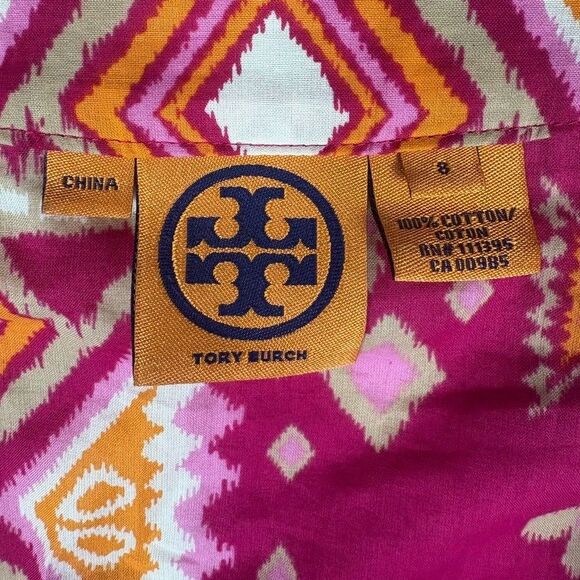 CHINA
TORY BURCH
8
100% COTTON/
COTON
RN# 111395
CA 00985